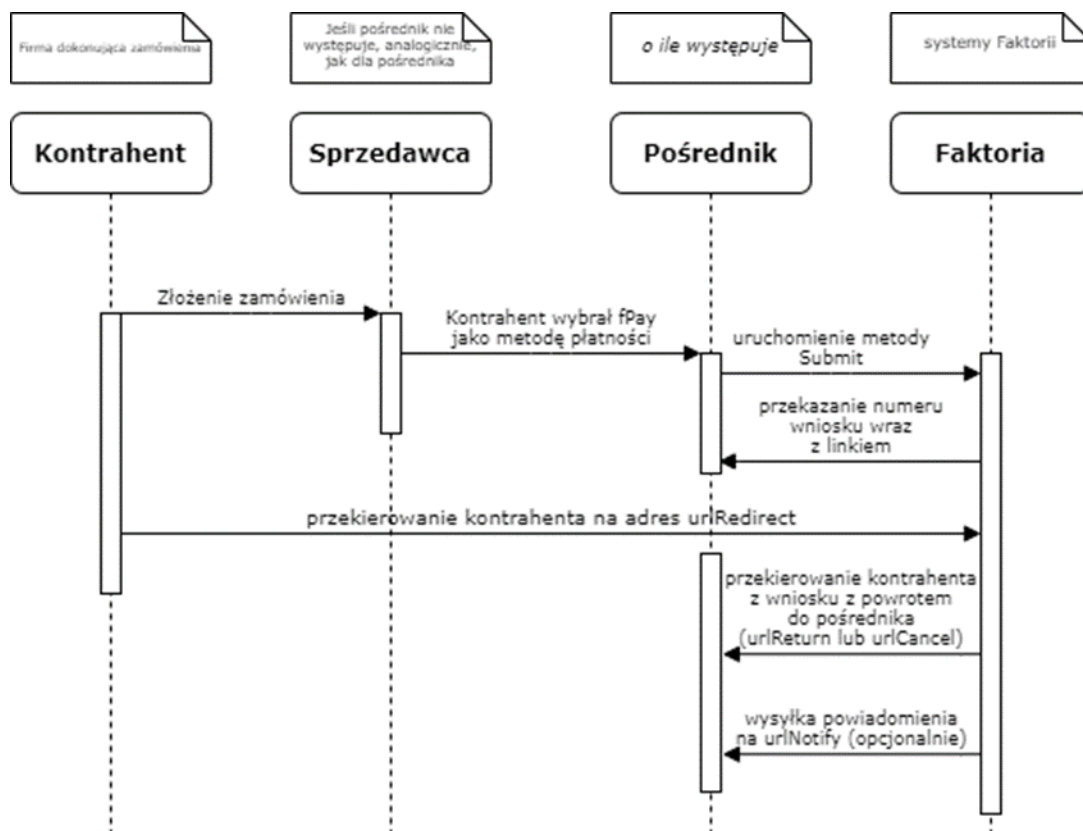 Firma dokonująca zamówienia
Jeśli pośrednik nie
występuje, analogicznie,
jak dla pośrednika
o ile występuje
systemy Faktorii
Kontrahent
Sprzedawca
Pośrednik
Faktoria
Złożenie zamówienia
Kontrahent wybrał fPay
jako metodę płatności
uruchomienie metody
Submit
przekazanie numeru
wniosku wraz
z linkiem
przekierowanie kontrahenta na adres urlRedirect
przekierowanie kontrahenta
z wniosku z powrotem
do pośrednika
(urlReturn lub urlCancel)
wysyłka powiadomienia
na urlNotify (opcjonalnie)